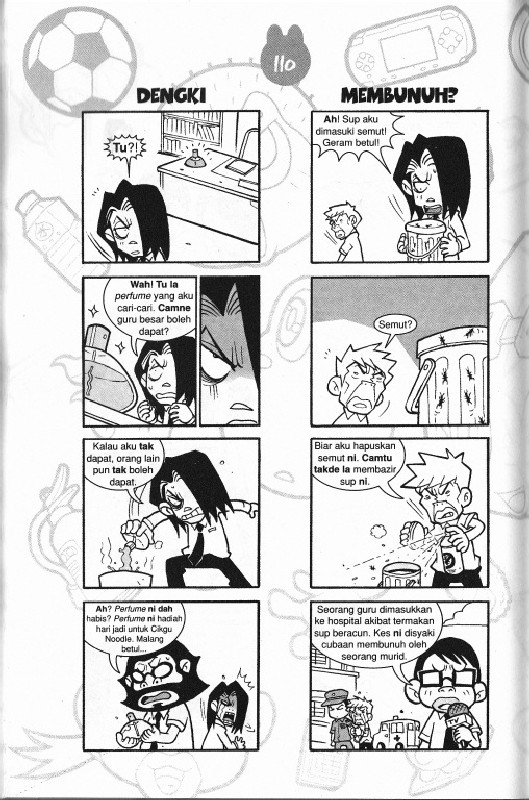 110
DENGKI
Tu?!
Wah! Tu la
perfume yang aku
cari-cari. Camne
guru besar boleh
dapat?
Kalau aku tak
dapat, orang lain
pun tak boleh
dapat.
Ah? Perfume ni dah
habis? Perfume ni hadiah
hari jadi untuk Cikgu
Noodle. Malang
betul...
MEMBUNUH?
Ah! Sup aku
dimasuki semut!
Geram betul!
Semut?
Biar aku hapuskan
semut ni. Camtu
takde la membazir
sup ni.
Seorang guru dimasukkan
ke hospital akibat termakan
sup beracun. Kes ni disyaki
cubaan membunuh oleh
seorang murid.